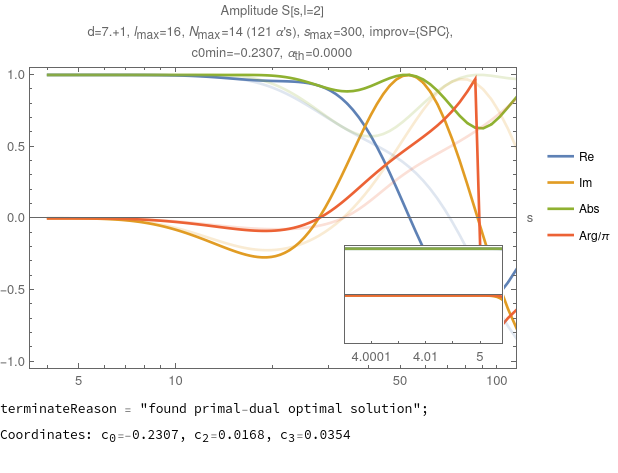 Amplitude S[s,l=2]
d=7.+1, lmax=16, Nmax=14 (121 α's), smax=300, improv={SPC},
c0min=-0.2307, αth=0.0000
1.0
0.5
0.0
-0.5
-1.0
5
10
50
100
s
Re
Im
Abs
Arg/π
4.0001
4.01
5
terminateReason = "found primal-dual optimal solution";
Coordinates: c0=-0.2307, c2=0.0168, c3=0.0354